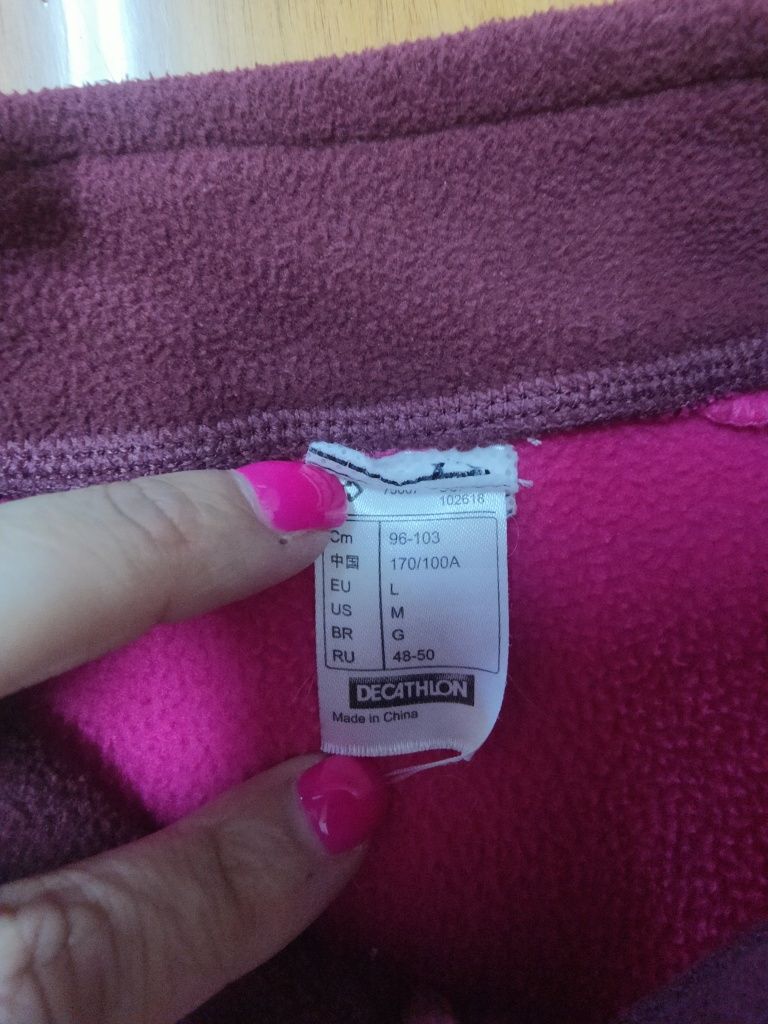 102618
Cm 96-103
中国 170/100A
EU L
US M
BR G
RU 48-50
DECATHLON
Made in China